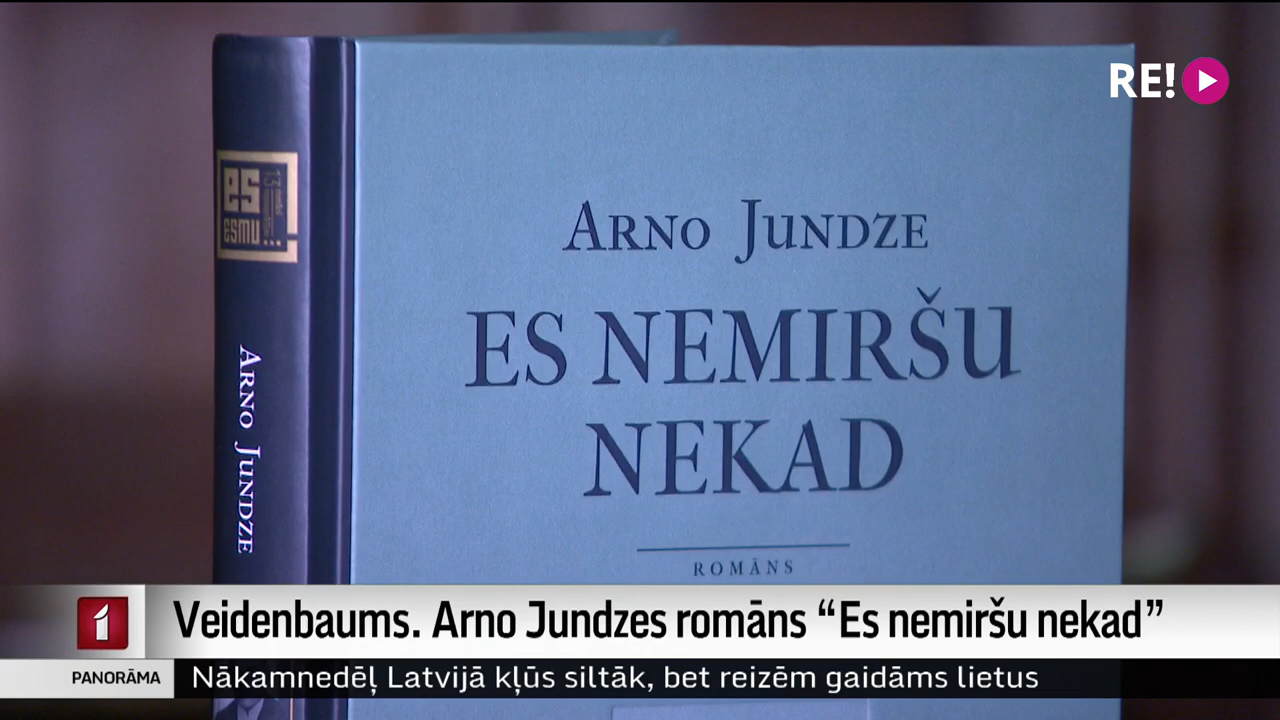 RE!
es
esmu...
Arno Jundze
Arno Jundze
Es nemiršu
nekad
Romāns
1
Veidenbaums. Arno Jundzes romāns “Es nemiršu nekad”
PANORĀMA
Nākamnedēļ Latvijā kļūs siltāk, bet reizēm gaidāms lietus